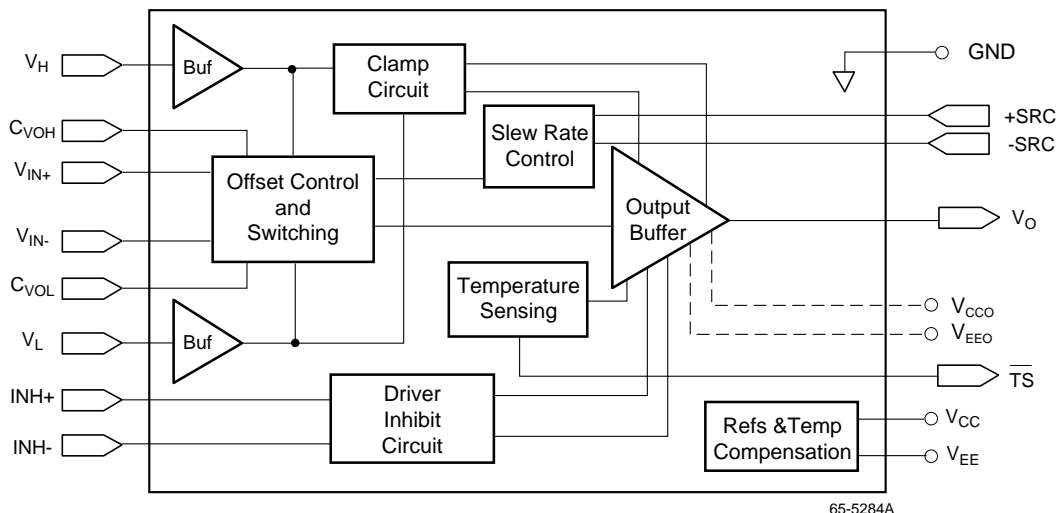 V_H
Buf
Clamp
Circuit
GND
C_VOH
V_IN+
Slew Rate
Control
+SRC
-SRC
Offset Control
and
Switching
Output
Buffer
V_O
V_IN-
C_VOL
Temperature
Sensing
V_CCO
V_EEO
V_L
Buf
TS
INH+
INH-
Driver
Inhibit
Circuit
Refs &Temp
Compensation
V_CC
V_EE
65-5284A